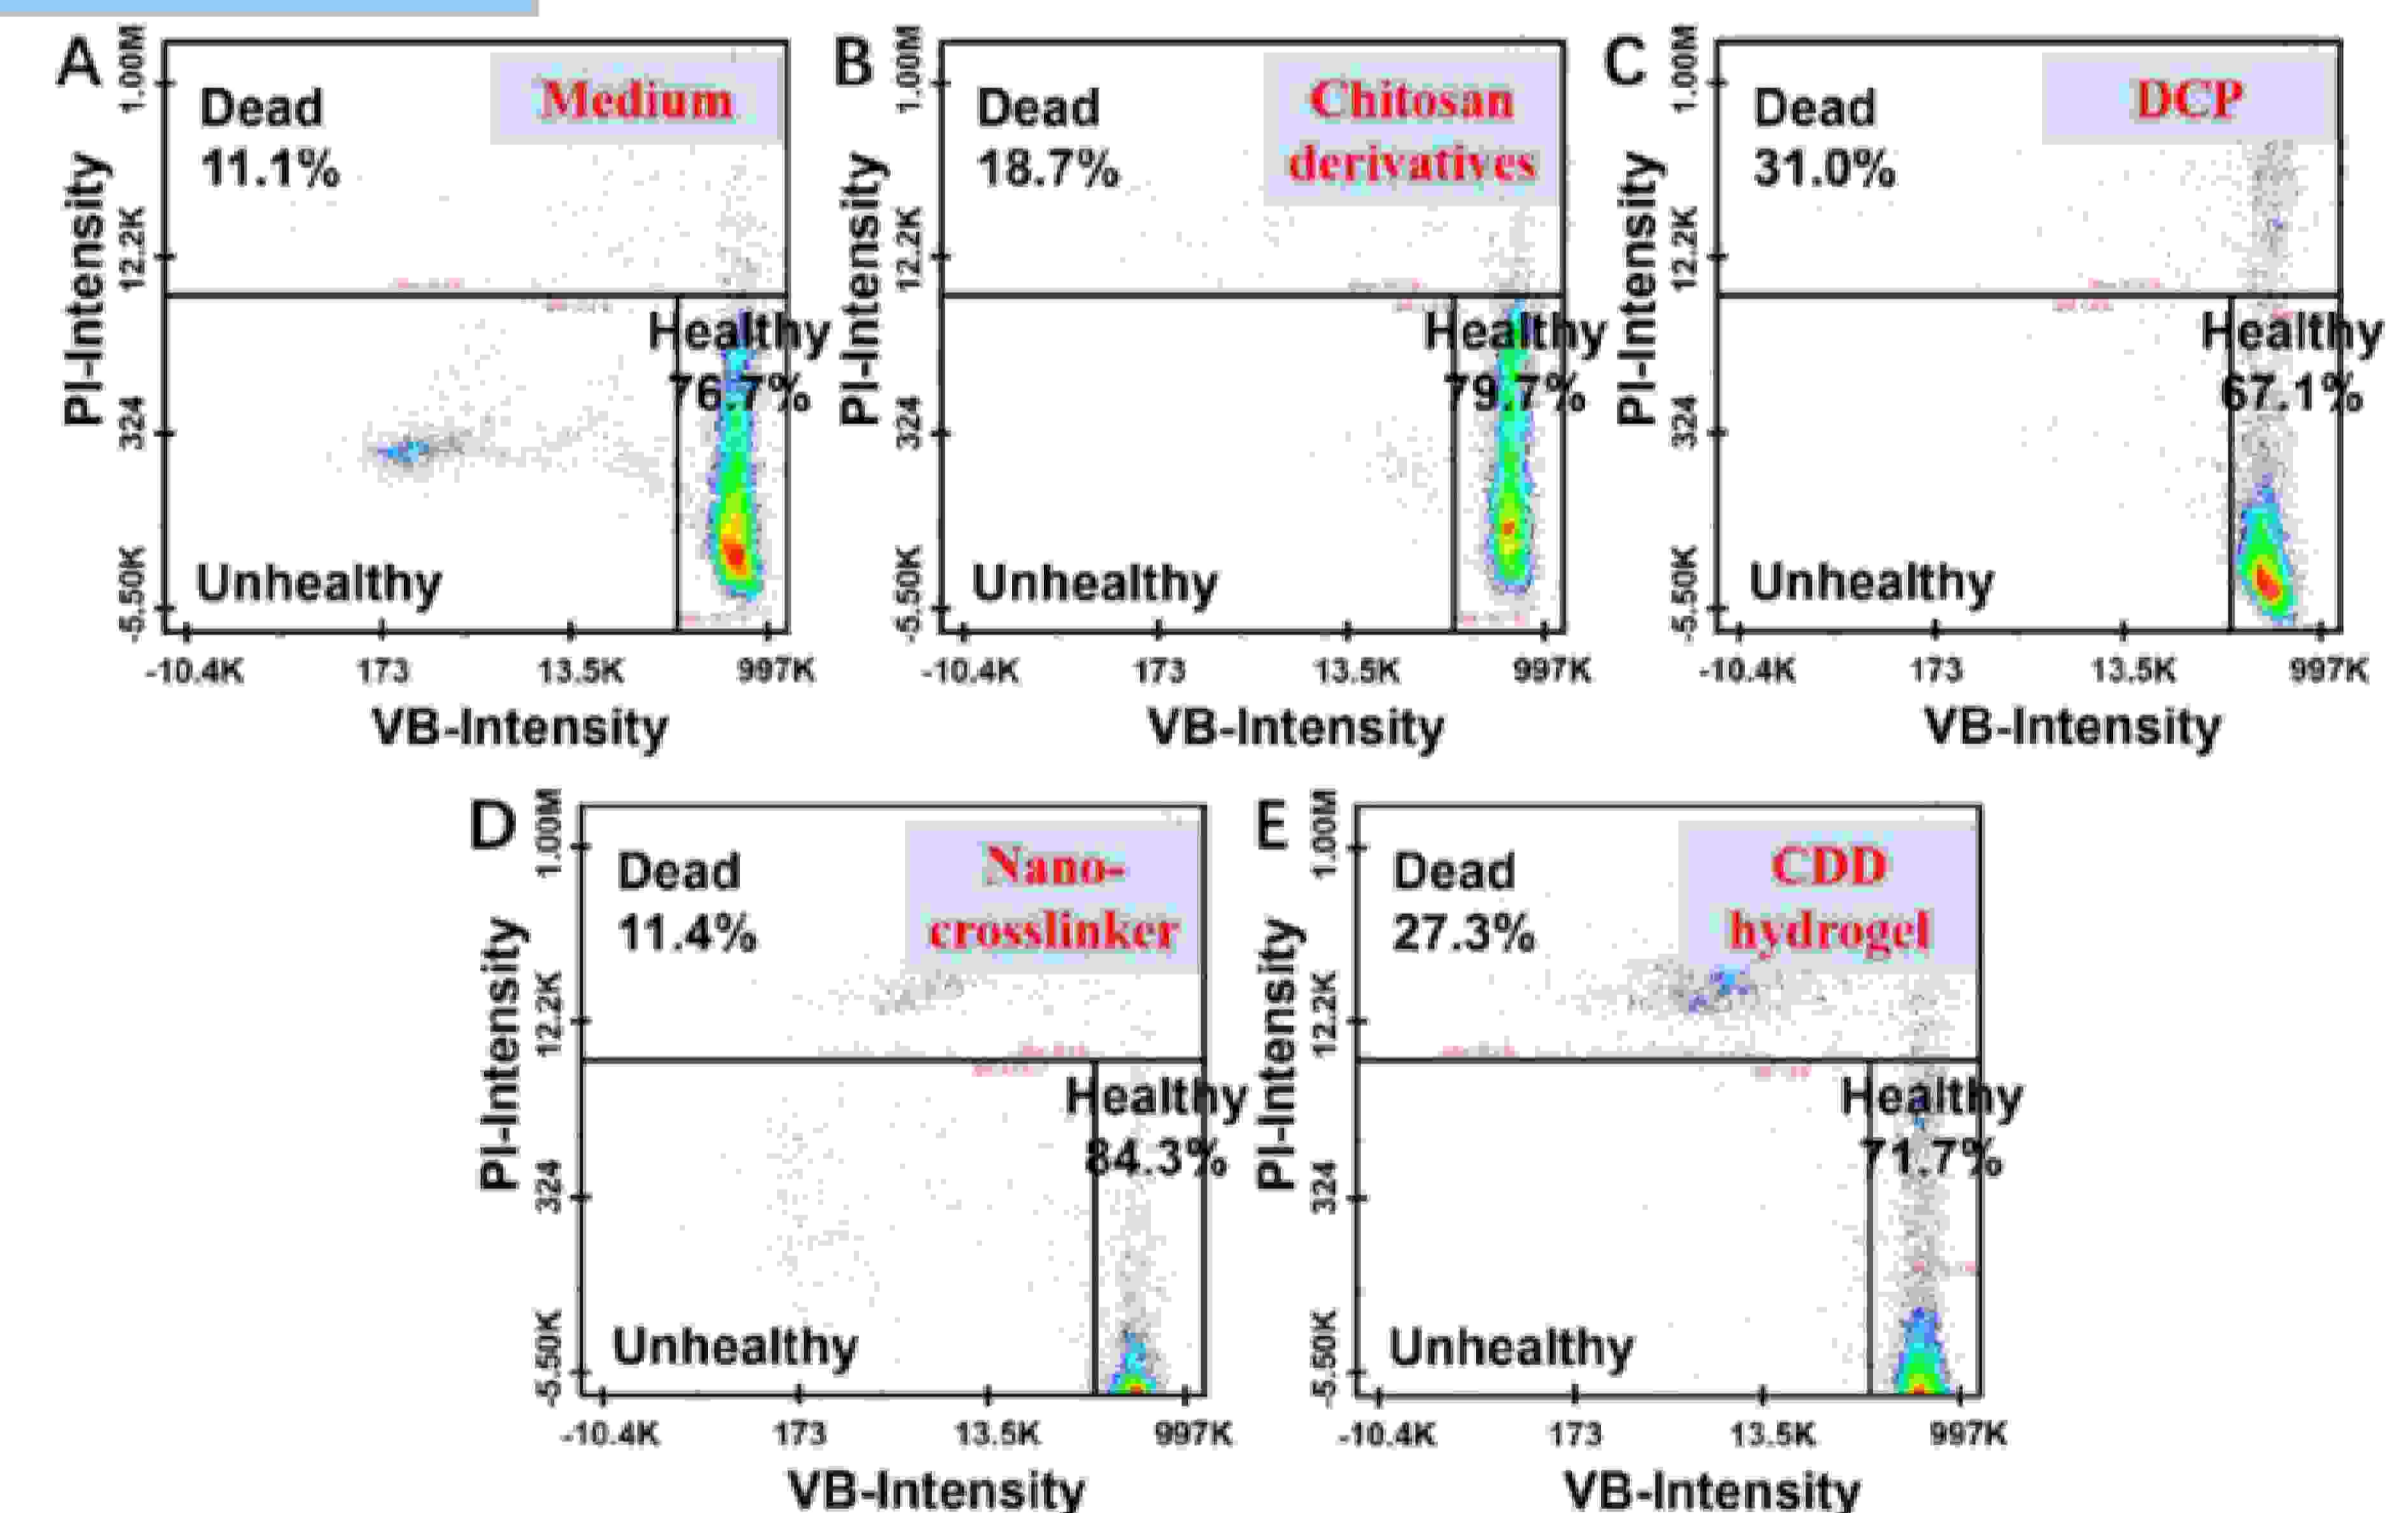 A
Medium
Dead
11.1%
Healthy
76.7%
Unhealthy
PI-Intensity
1.00M
12.2K
324
-5.50K
-10.4K 173 13.5K 997K
VB-Intensity
B
Chitosan
derivatives
Dead
18.7%
Healthy
79.7%
Unhealthy
PI-Intensity
1.00M
12.2K
324
-5.50K
-10.4K 173 13.5K 997K
VB-Intensity
C
DCP
Dead
31.0%
Healthy
67.1%
Unhealthy
PI-Intensity
1.00M
12.2K
324
-5.50K
-10.4K 173 13.5K 997K
VB-Intensity
D
Nano-
crosslinker
Dead
11.4%
Healthy
84.3%
Unhealthy
PI-Intensity
1.00M
12.2K
324
-5.50K
-10.4K 173 13.5K 997K
VB-Intensity
E
CDD
hydrogel
Dead
27.3%
Healthy
71.7%
Unhealthy
PI-Intensity
1.00M
12.2K
324
-5.50K
-10.4K 173 13.5K 997K
VB-Intensity